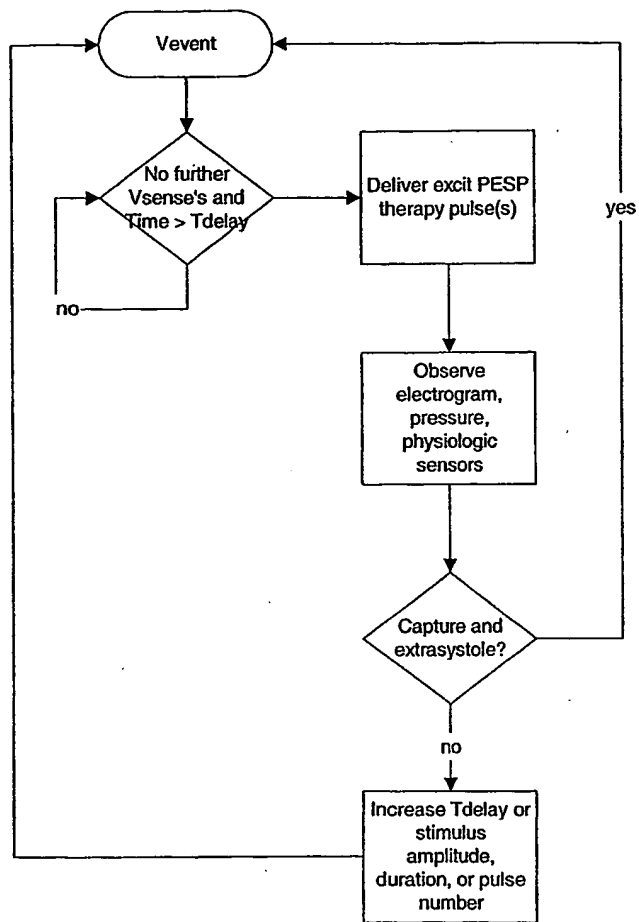 Vevent
No further
Vsense's and
Time > Tdelay
no
Deliver excit PESP
therapy pulse(s)
yes
Observe
electrogram,
pressure,
physiologic
sensors
Capture and
extrasystole?
no
Increase Tdelay or
stimulus
amplitude,
duration, or pulse
number